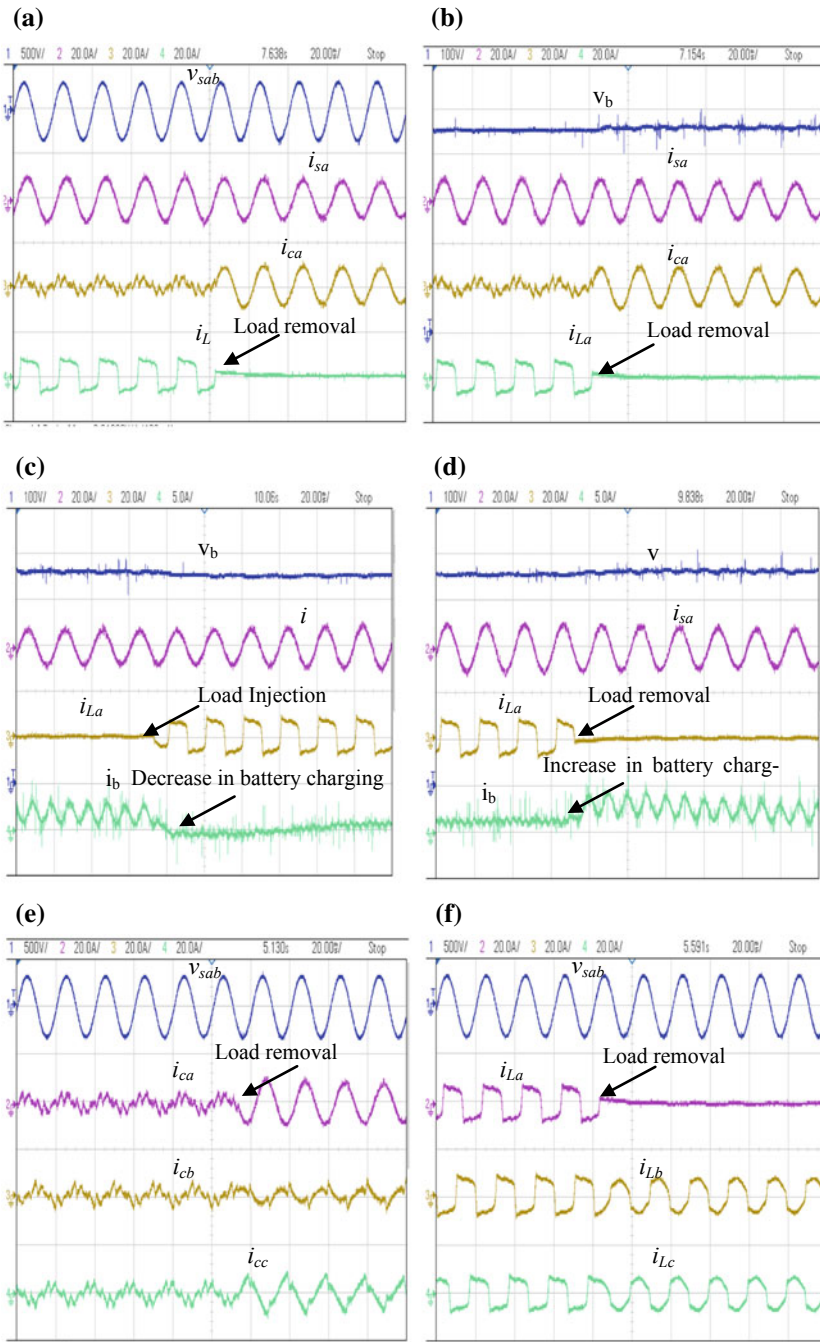 (a)
1 500V/ 2 20.0A/ 3 20.0A/ 4 20.0A/ 7.638s 20.00s/ Stop
v_sab
i_sa
i_ca
i_L
Load removal
(b)
1 100V/ 2 20.0A/ 3 20.0A/ 4 20.0A/ 7.154s 20.00s/ Stop
v_b
i_sa
i_ca
i_La
Load removal
(c)
1 100V/ 2 20.0A/ 3 20.0A/ 4 5.0A/ 10.06s 20.00s/ Stop
v_b
i
i_La
Load Injection
i_b Decrease in battery charging
(d)
1 100V/ 2 20.0A/ 3 20.0A/ 4 5.0A/ 9.838s 20.00s/ Stop
v
i_sa
i_La
Load removal
Increase in battery charg-
i_b
(e)
1 500V/ 2 20.0A/ 3 20.0A/ 4 20.0A/ 5.130s 20.00s/ Stop
v_sab
Load removal
i_ca
i_cb
i_cc
(f)
1 500V/ 2 20.0A/ 3 20.0A/ 4 20.0A/ 5.591s 20.00s/ Stop
v_sab
i_La
Load removal
i_Lb
i_Lc